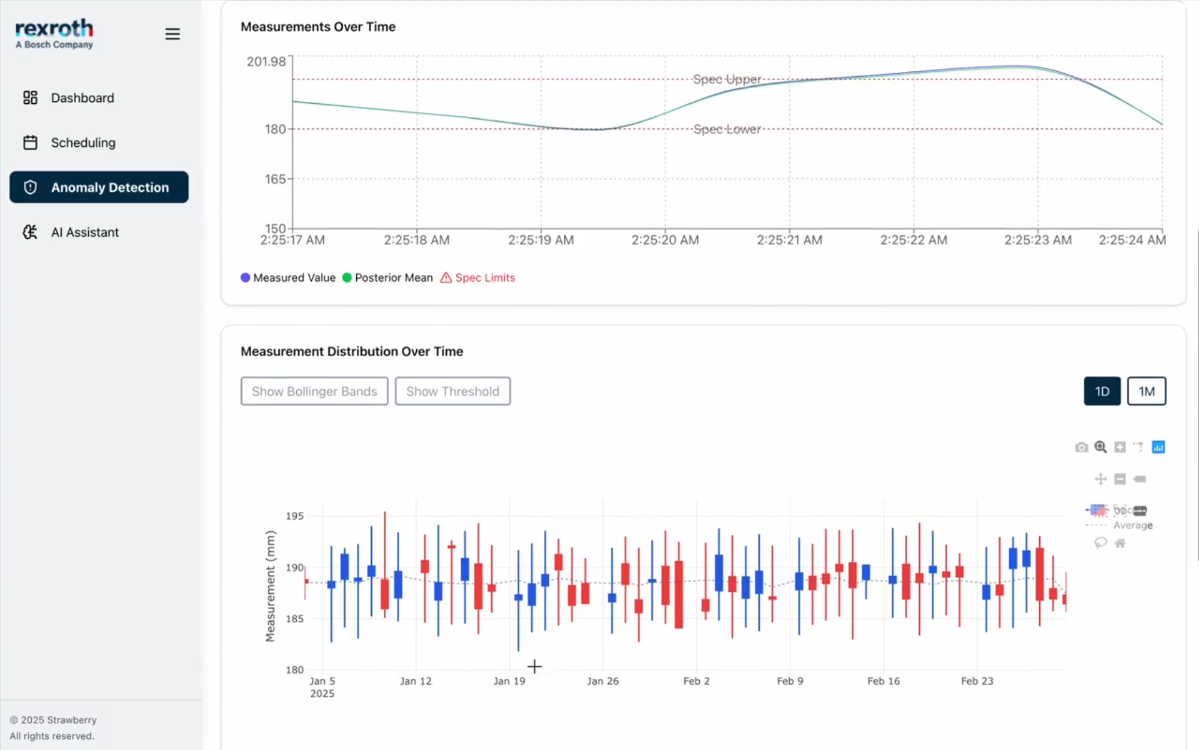 rexroth
A Bosch Company
Dashboard
Scheduling
Anomaly Detection
AI Assistant
© 2025 Strawberry
All rights reserved.
Measurements Over Time
201.98
180
165
150
Spec Upper
Spec Lower
2:25:17 AM 2:25:18 AM 2:25:19 AM 2:25:20 AM 2:25:21 AM 2:25:22 AM 2:25:23 AM 2:25:24 AM
Measured Value Posterior Mean Spec Limits
Measurement Distribution Over Time
Show Bollinger Bands Show Threshold 1D 1M
Average
Measurement (mm)
195
190
185
180
Jan 5 Jan 12 Jan 19 Jan 26 Feb 2 Feb 9 Feb 16 Feb 23
2025